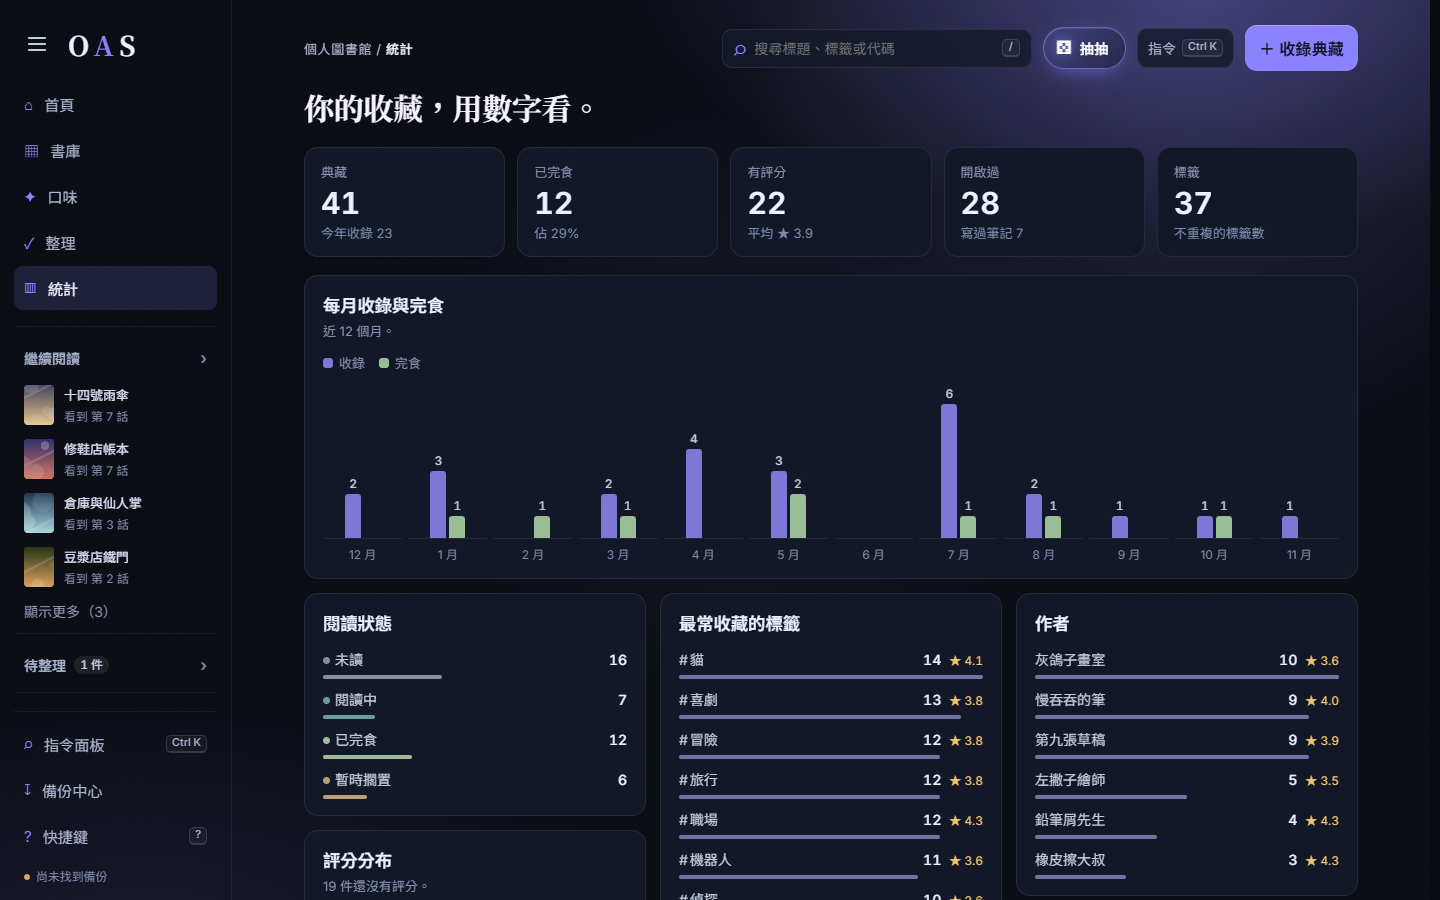 OAS
首頁
書庫
口味
整理
統計
繼續閱讀
十四號雨傘
看到 第 7 話
修鞋店帳本
看到 第 7 話
倉庫與仙人掌
看到 第 3 話
豆漿店鐵門
看到 第 2 話
顯示更多（3）
待整理 1 件
指令面板 Ctrl K
備份中心
? 快捷鍵 ?
尚未找到備份
個人圖書館 / 統計
搜尋標題、標籤或代碼 /
抽抽
指令 Ctrl K
＋ 收錄典藏
你的收藏，用數字看。
典藏
41
今年收錄 23
已完食
12
佔 29%
有評分
22
平均 ★ 3.9
開啟過
28
寫過筆記 7
標籤
37
不重複的標籤數
每月收錄與完食
近 12 個月。
收錄 完食
2 3 1 1 2 1 4 3 2 6 1 2 1 1 1 1 1
12 月 1 月 2 月 3 月 4 月 5 月 6 月 7 月 8 月 9 月 10 月 11 月
閱讀狀態
未讀 16
閱讀中 7
已完食 12
暫時擱置 6
評分分布
19 件還沒有評分。
最常收藏的標籤
#貓 14 ★ 4.1
#喜劇 13 ★ 3.8
#冒險 12 ★ 3.8
#旅行 12 ★ 3.8
#職場 12 ★ 4.3
#機器人 11 ★ 3.6
作者
灰鴿子畫室 10 ★ 3.6
慢吞吞的筆 9 ★ 4.0
第九張草稿 9 ★ 3.9
左撇子繪師 5 ★ 3.5
鉛筆屑先生 4 ★ 4.3
橡皮擦大叔 3 ★ 4.3